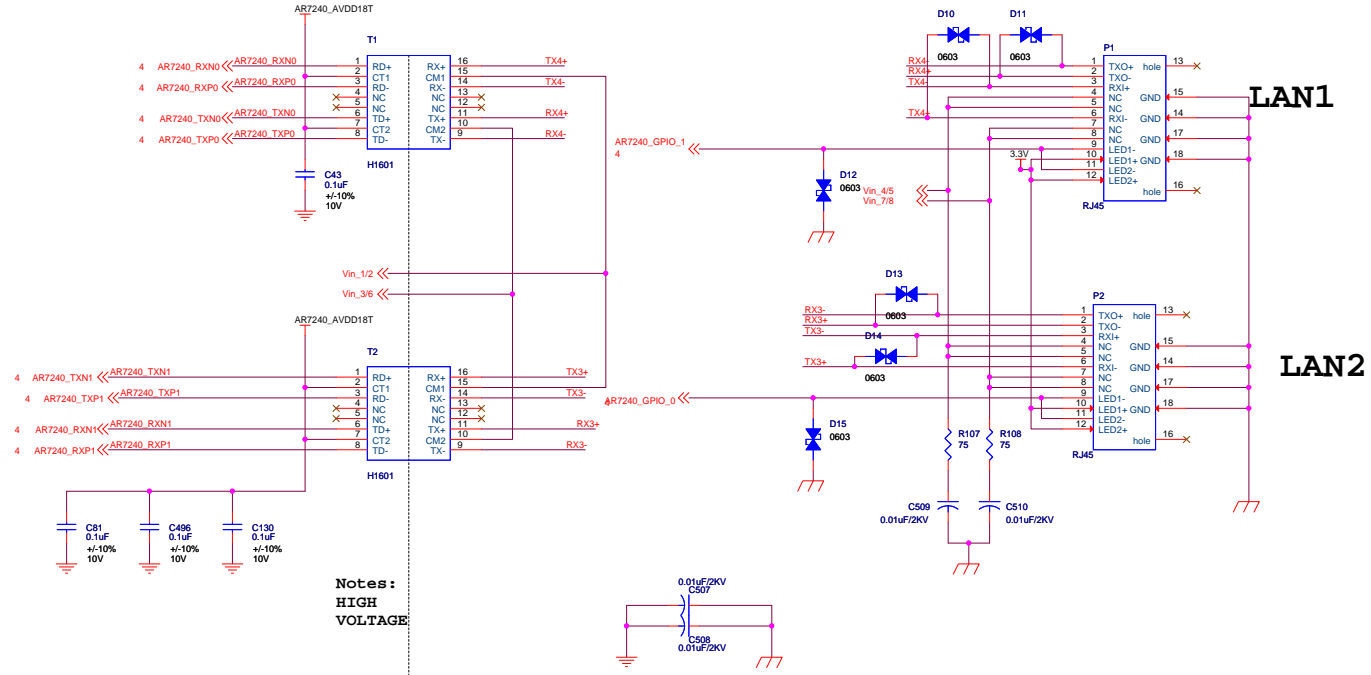 AR7240_AVDD18T
T1
4 AR7240_RXN0 AR7240_RXN0 1 RD+ RX+ 16 TX4+
2 CT1 CM1 15
4 AR7240_RXP0 AR7240_RXP0 3 RD- RX- 14 TX4-
4 NC NC 13
5 NC NC 12
4 AR7240_TXN0 AR7240_TXN0 6 TD+ TX+ 11 RX4+
7 CT2 CM2 10
4 AR7240_TXP0 AR7240_TXP0 8 TD- TX- 9 RX4-
H1601
C43
0.1uF
+/-10%
10V
Vin_1/2
Vin_3/6
AR7240_AVDD18T
T2
4 AR7240_TXN1 AR7240_TXN1 1 RD+ RX+ 16 TX3+
2 CT1 CM1 15
4 AR7240_TXP1 AR7240_TXP1 3 RD- RX- 14 TX3-
4 NC NC 13
5 NC NC 12
4 AR7240_RXN1 AR7240_RXN1 6 TD+ TX+ 11 RX3+
7 CT2 CM2 10
4 AR7240_RXP1 AR7240_RXP1 8 TD- TX- 9 RX3-
H1601
C81
0.1uF
+/-10%
10V
C496
0.1uF
+/-10%
10V
C130
0.1uF
+/-10%
10V
Notes:
HIGH
VOLTAGE
0.01uF/2KV
C507
C508
0.01uF/2KV
D10
0603
D11
0603
P1
RX4- 1 TXO+ hole 13
RX4+ 2 TXO-
TX4- 3 RXI+
4 NC GND 15
5 NC
TX4+ 6 RXI- GND 14
7 NC
8 NC GND 17
9 LED1-
10 LED1+ GND 18
11 LED2-
12 LED2+
hole 16
RJ45
LAN1
AR7240_GPIO_1
4
3.3V
D12
0603
Vin_4/5
Vin_7/8
D13
0603
D14
0603
P2
RX3- 1 TXO+ hole 13
RX3+ 2 TXO-
TX3- 3 RXI+
4 NC GND 15
5 NC
TX3+ 6 RXI- GND 14
7 NC
8 NC GND 17
9 LED1-
10 LED1+ GND 18
11 LED2-
12 LED2+
hole 16
RJ45
LAN2
4 AR7240_GPIO_0
D15
0603
R107
75
R108
75
C509
0.01uF/2KV
C510
0.01uF/2KV